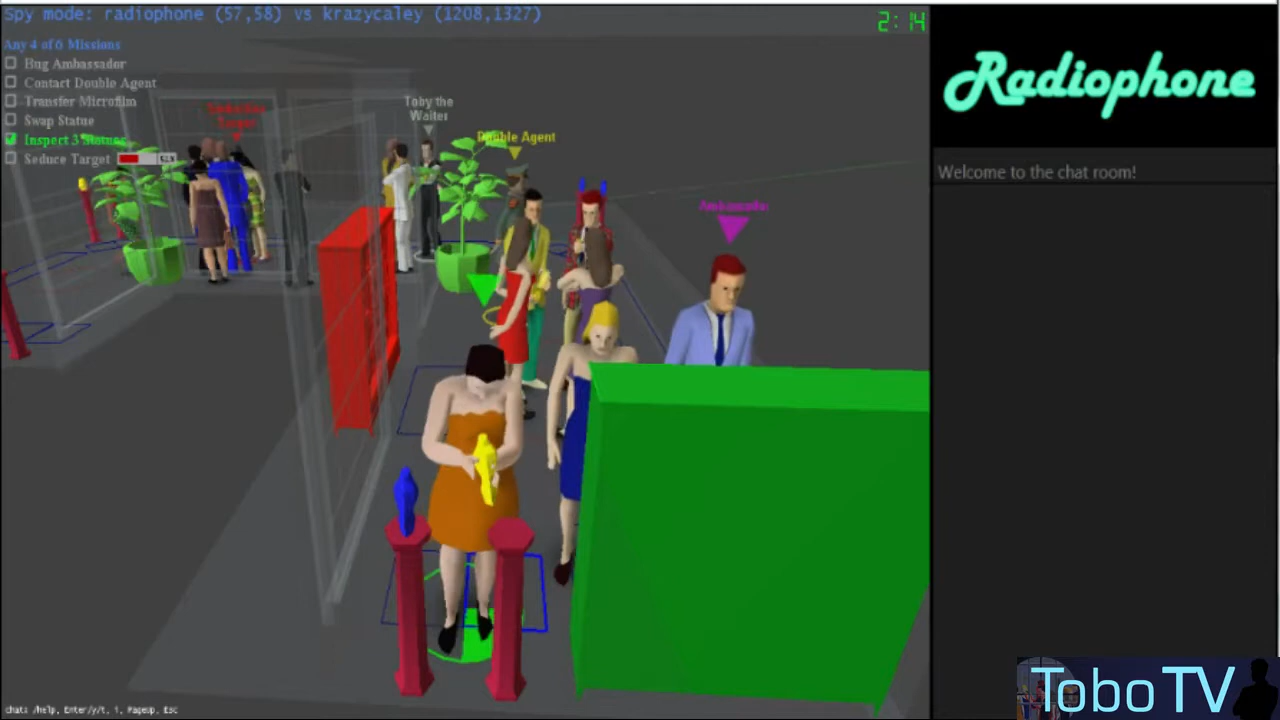 Spy mode: radiophone (57,58) vs krazycaley (1208,1327)
2:14
Any 4 of 6 Missions
Bug Ambassador
Contact Double Agent
Transfer Microfilm
Swap Statue
Inspect 3 Statues
Seduce Target
Toby the
Waiter
Double Agent
Ambassador
Radiophone
Welcome to the chat room!
ToboTV